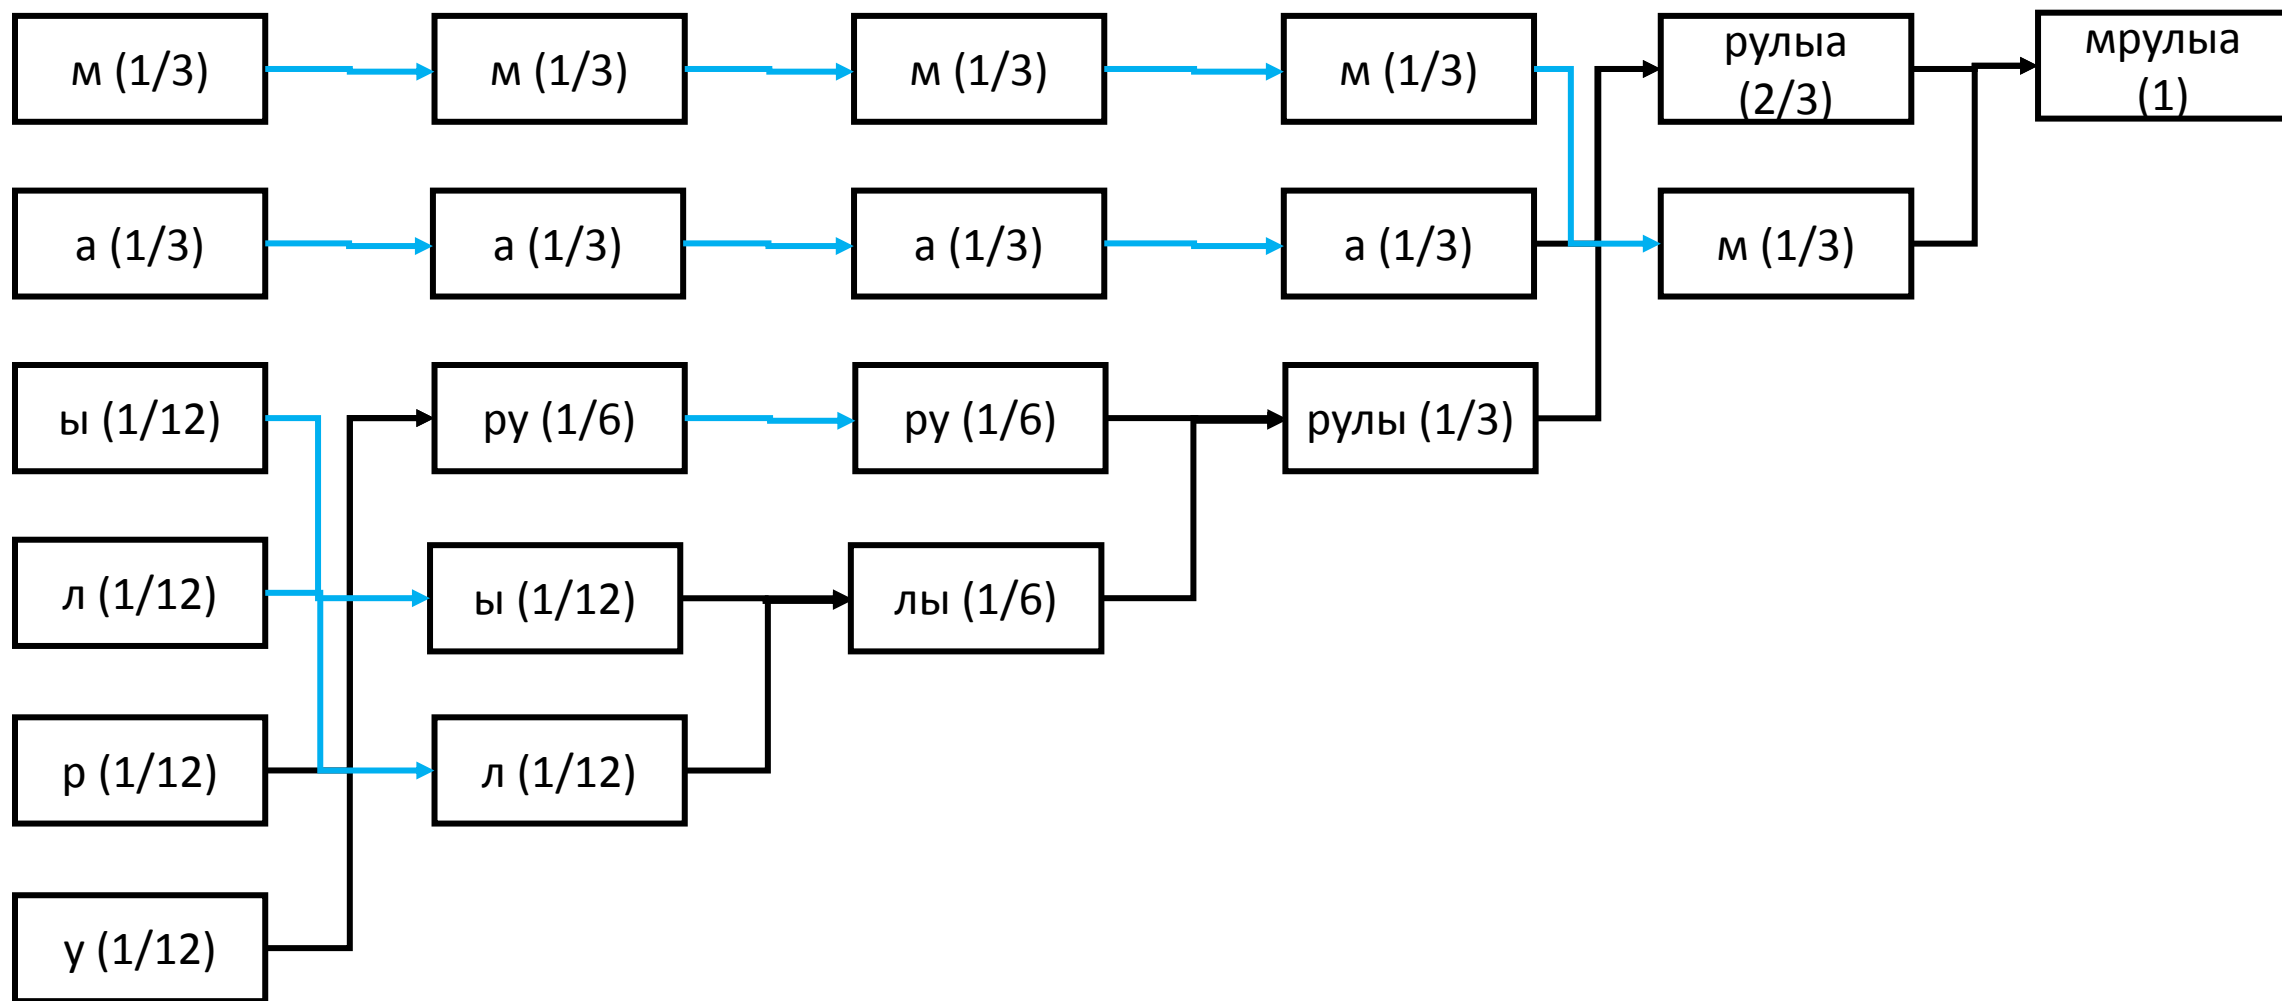 м (1/3)
м (1/3)
м (1/3)
м (1/3)
рулыа
(2/3)
мрулыа
(1)
а (1/3)
а (1/3)
а (1/3)
а (1/3)
м (1/3)
ы (1/12)
ру (1/6)
ру (1/6)
рулы (1/3)
л (1/12)
ы (1/12)
лы (1/6)
р (1/12)
л (1/12)
у (1/12)